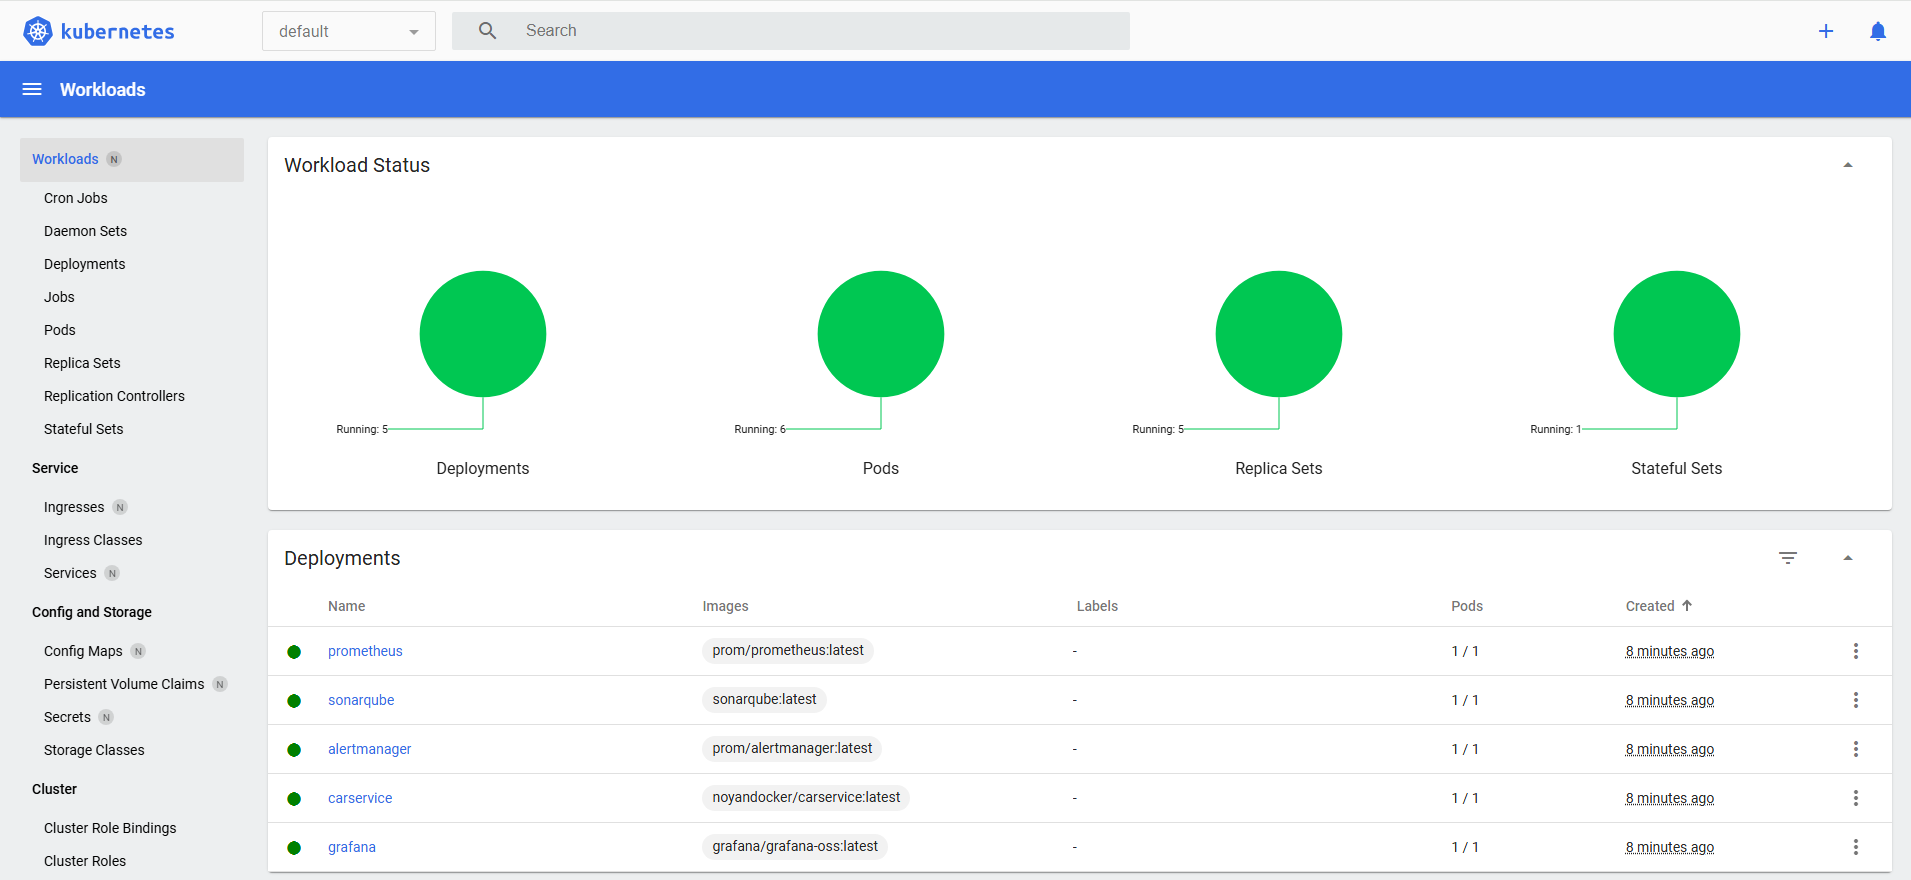 kubernetes
default
Search
Workloads
Workloads N
Cron Jobs
Daemon Sets
Deployments
Jobs
Pods
Replica Sets
Replication Controllers
Stateful Sets
Service
Ingresses N
Ingress Classes
Services N
Config and Storage
Config Maps N
Persistent Volume Claims N
Secrets N
Storage Classes
Cluster
Cluster Role Bindings
Cluster Roles
Workload Status
Running: 5
Deployments
Running: 6
Pods
Running: 5
Replica Sets
Running: 1
Stateful Sets
Deployments
Name Images Labels Pods Created
prometheus prom/prometheus:latest - 1 / 1 8 minutes ago
sonarqube sonarqube:latest - 1 / 1 8 minutes ago
alertmanager prom/alertmanager:latest - 1 / 1 8 minutes ago
carservice noyandocker/carservice:latest - 1 / 1 8 minutes ago
grafana grafana/grafana-oss:latest - 1 / 1 8 minutes ago